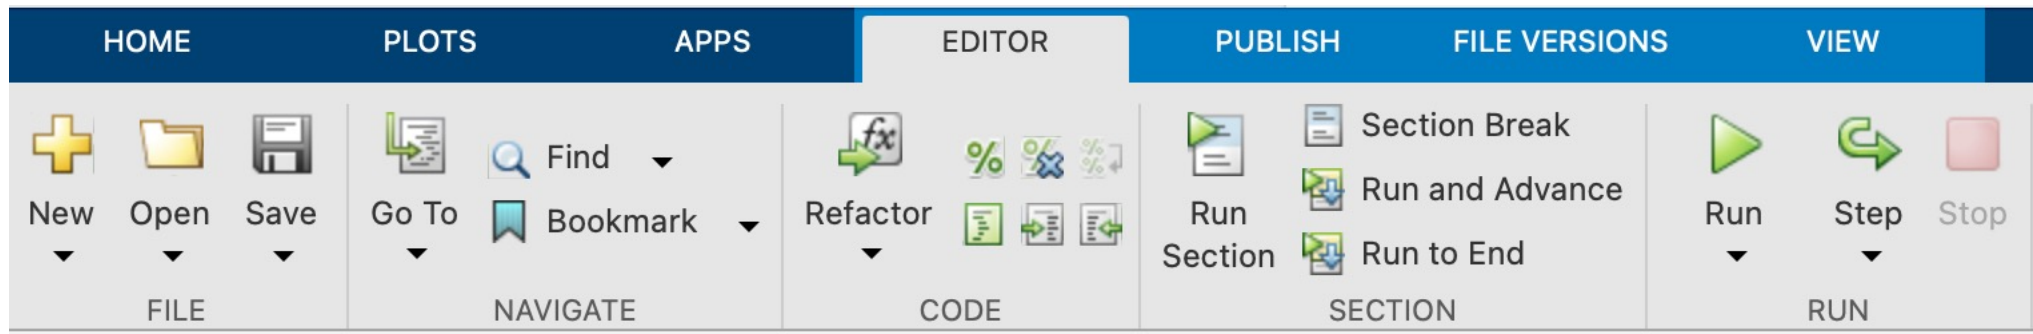 HOME PLOTS APPS EDITOR PUBLISH FILE VERSIONS VIEW
New Open Save
FILE
Go To Find
Bookmark
NAVIGATE
Refactor fx % % %
CODE
Run
Section
Section Break
Run and Advance
Run to End
SECTION
Run Step Stop
RUN